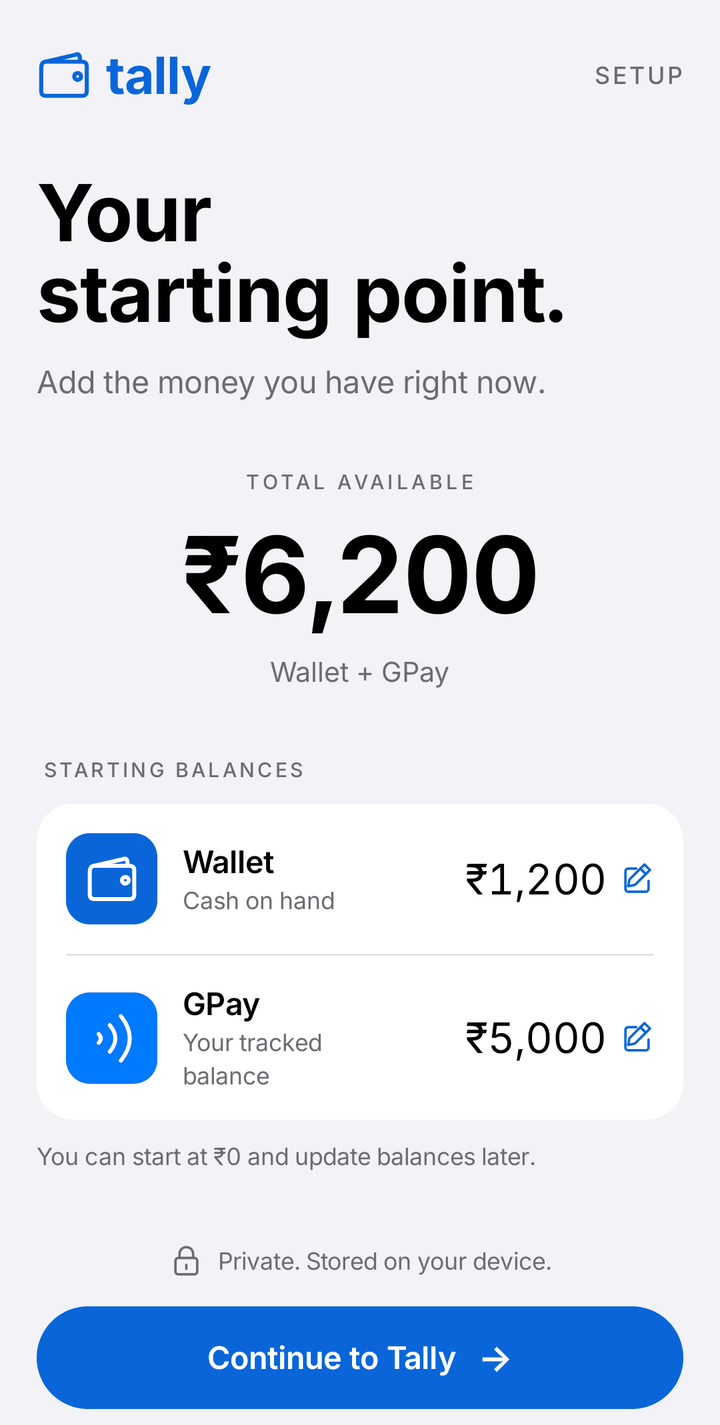 tally
SETUP
Your
starting point.
Add the money you have right now.
TOTAL AVAILABLE
₹6,200
Wallet + GPay
STARTING BALANCES
Wallet
Cash on hand
₹1,200
GPay
Your tracked
balance
₹5,000
You can start at ₹0 and update balances later.
Private. Stored on your device.
Continue to Tally →